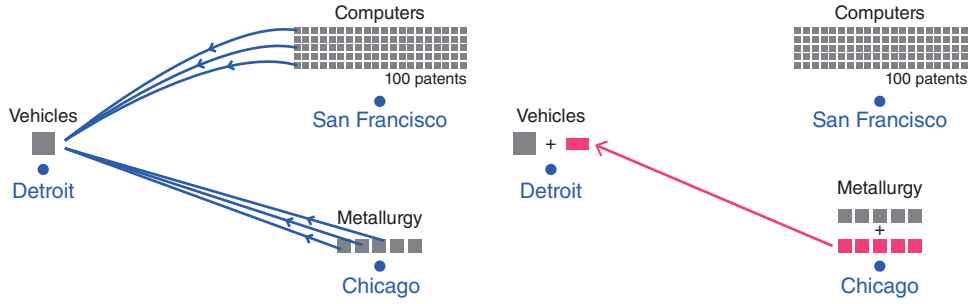 Computers
100 patents
San Francisco
Vehicles
Detroit
Metallurgy
Chicago
Computers
100 patents
San Francisco
Vehicles
+
Detroit
Metallurgy
+
Chicago